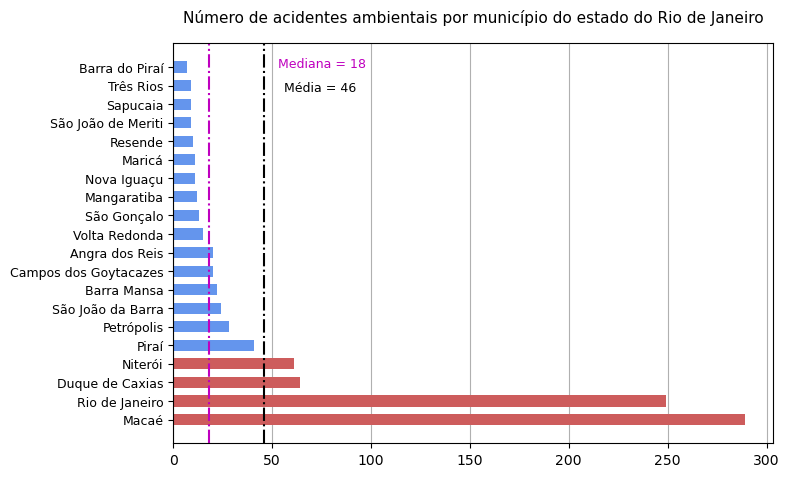 Número de acidentes ambientais por município do estado do Rio de Janeiro
Mediana = 18
Média = 46
Barra do Piraí
Três Rios
Sapucaia
São João de Meriti
Resende
Maricá
Nova Iguaçu
Mangaratiba
São Gonçalo
Volta Redonda
Angra dos Reis
Campos dos Goytacazes
Barra Mansa
São João da Barra
Petrópolis
Piraí
Niterói
Duque de Caxias
Rio de Janeiro
Macaé
0 50 100 150 200 250 300